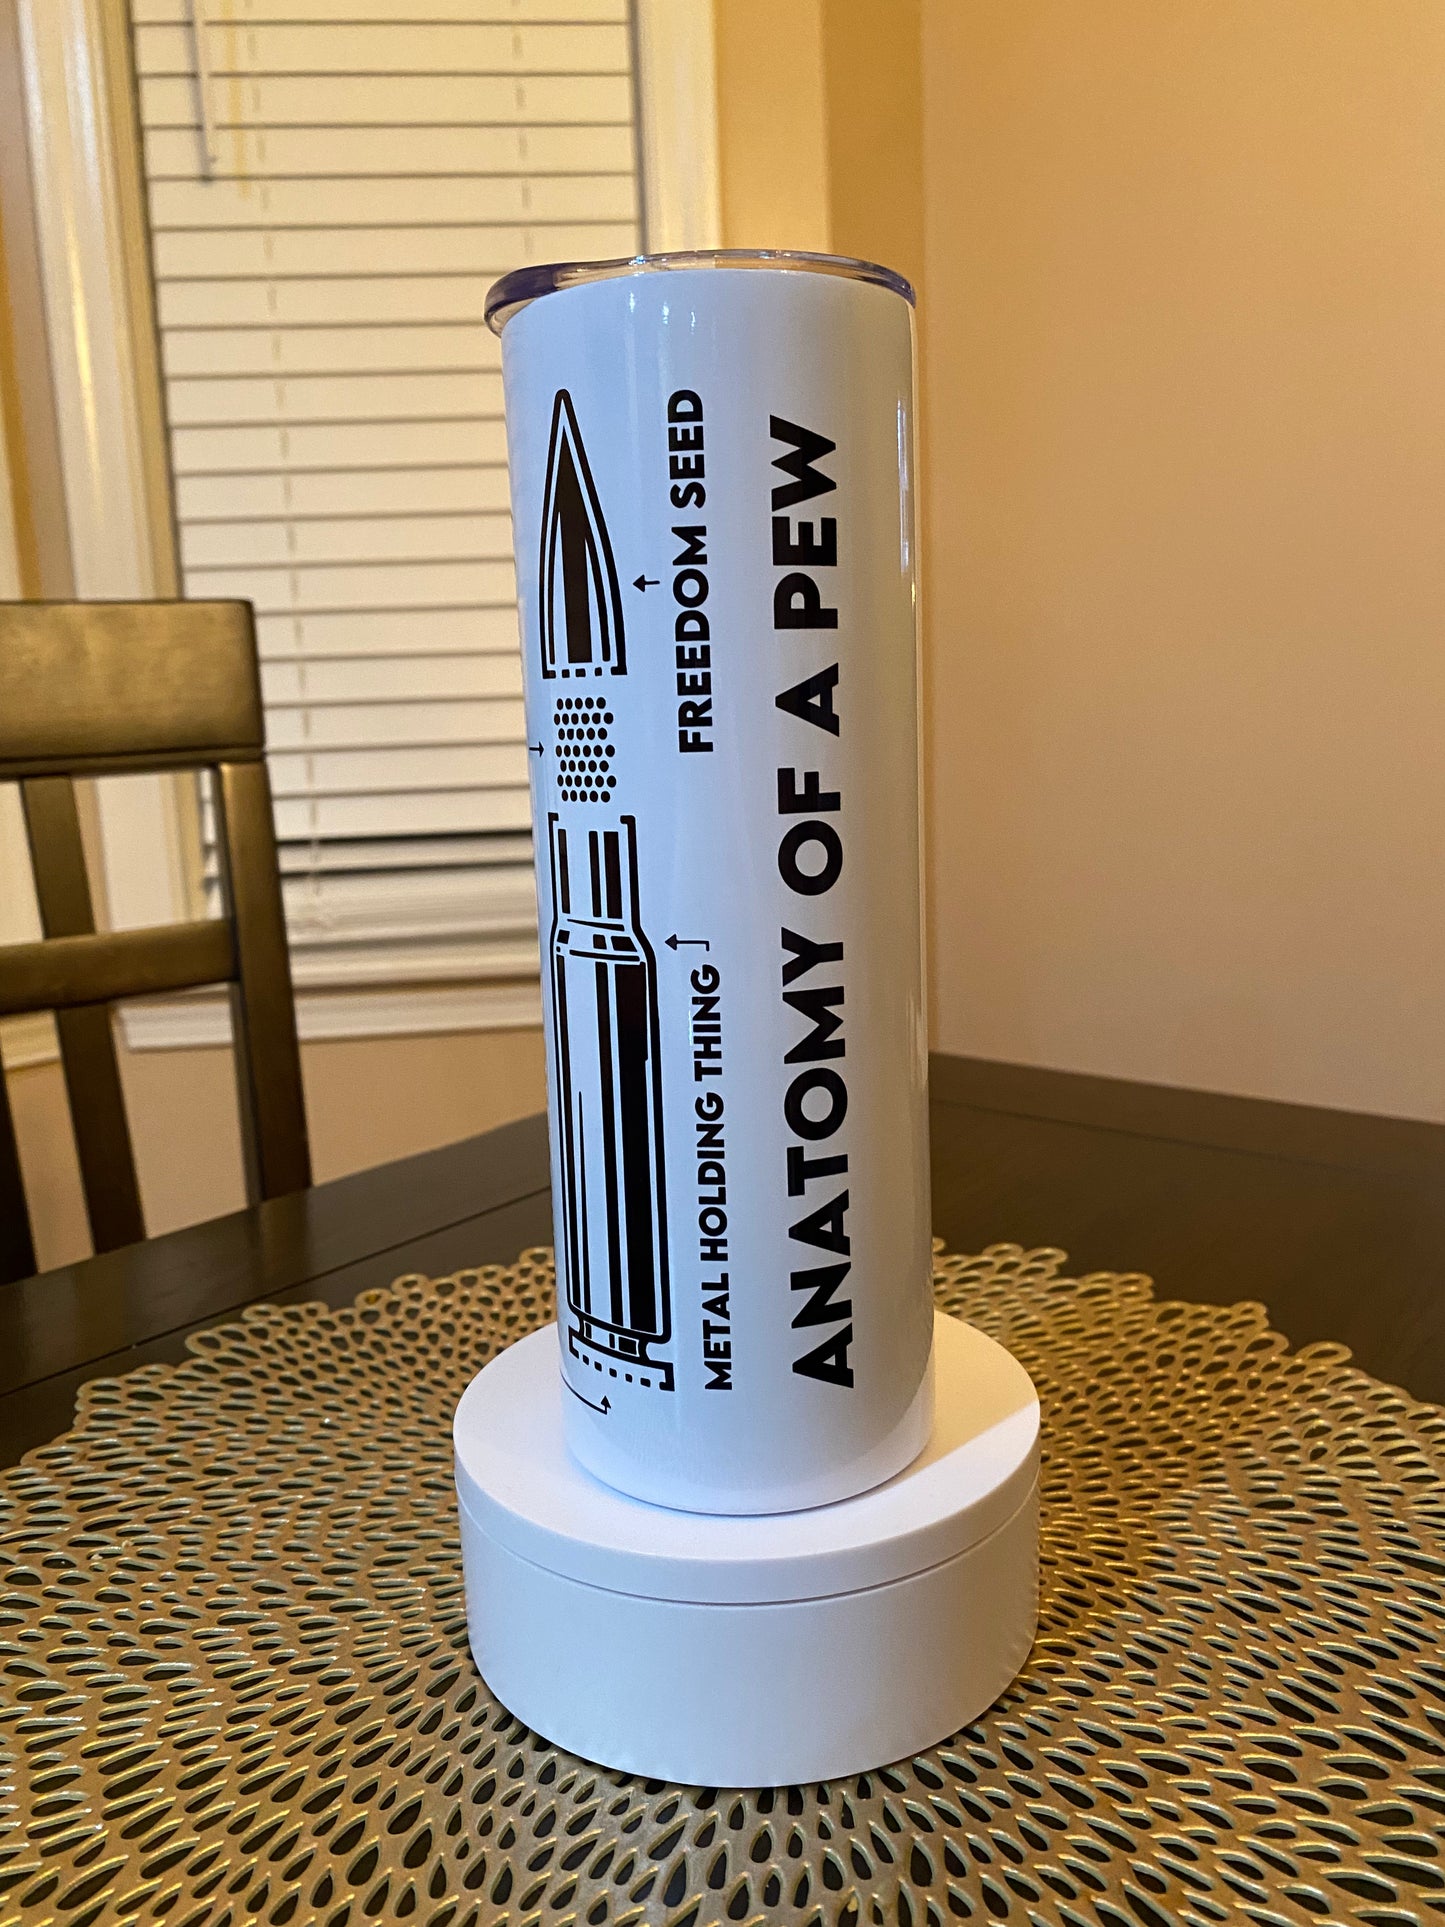 FREEDOM SEED
METAL HOLDING THING
ANATOMY OF A PEW